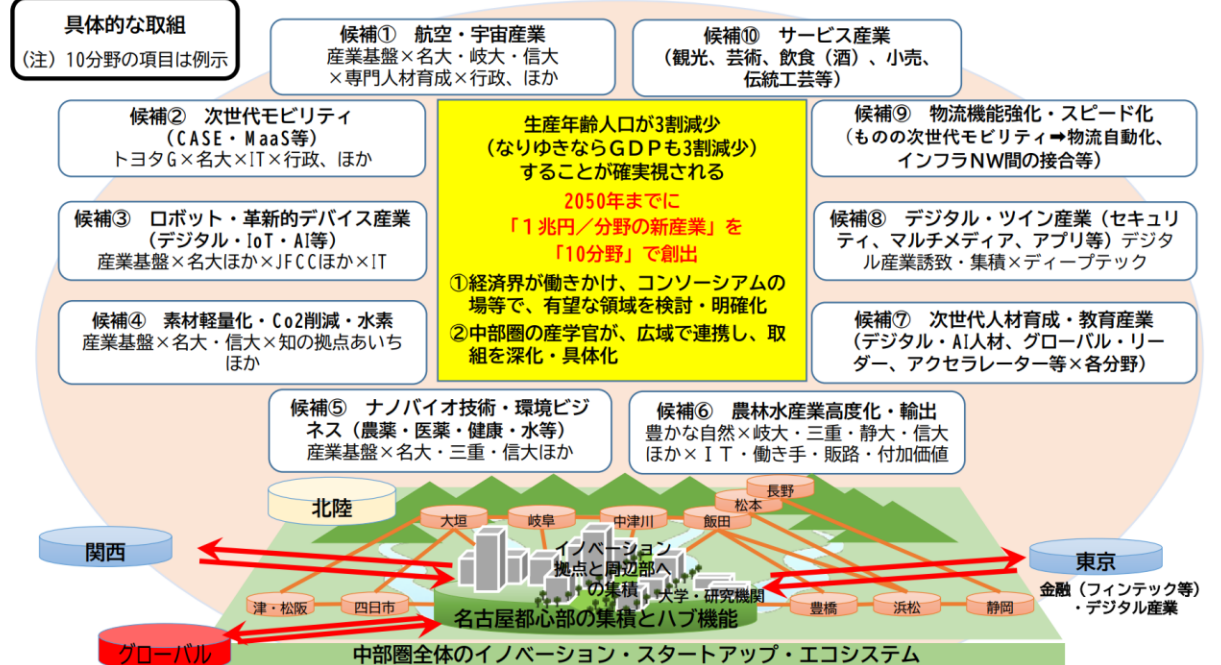 具体的な取組
(注)10分野の項目は例示
候補① 航空・宇宙産業
産業基盤×名大・岐大・信大
×専門人材育成×行政、ほか
候補⑩ サービス産業
(観光、芸術、飲食(酒)、小売、
伝統工芸等)
候補② 次世代モビリティ
(CASE・MaaS等)
トヨタG×名大×IT×行政、ほか
候補⑨ 物流機能強化・スピード化
(ものの次世代モビリティ➡物流自動化、
インフラNW間の接合等)
生産年齢人口が3割減少
(なりゆきならGDPも3割減少)
することが確実視される
2050年までに
「1兆円/分野の新産業」を
「10分野」で創出
①経済界が働きかけ、コンソーシアムの
場等で、有望な領域を検討・明確化
②中部圏の産学官が、広域で連携し、取
組を深化・具体化
候補③ ロボット・革新的デバイス産業
(デジタル・IoT・AI等)
産業基盤×名大ほか×JFCCほか×IT
候補⑧ デジタル・ツイン産業(セキュリ
ティ、マルチメディア、アプリ等)デジタ
ル産業誘致・集積×ディープテック
候補④ 素材軽量化・Co2削減・水素
産業基盤×名大・信大×知の拠点あいち
ほか
候補⑦ 次世代人材育成・教育産業
(デジタル・AI人材、グローバル・リー
ダー、アクセラレーター等×各分野)
候補⑤ ナノバイオ技術・環境ビジ
ネス(農薬・医薬・健康・水等)
産業基盤×名大・三重・信大ほか
候補⑥ 農林水産業高度化・輸出
豊かな自然×岐大・三重・静大・信大
ほか×IT・働き手・販路・付加価値
北陸
長野
松本
大垣
岐阜
中津川
飯田
関西
イノベーション
拠点と周辺部へ
の集積
大学・研究機関
東京
金融(フィンテック等)
・デジタル産業
津・松阪
四日市
名古屋都心部の集積とハブ機能
豊橋
浜松
静岡
グローバル
中部圏全体のイノベーション・スタートアップ・エコシステム